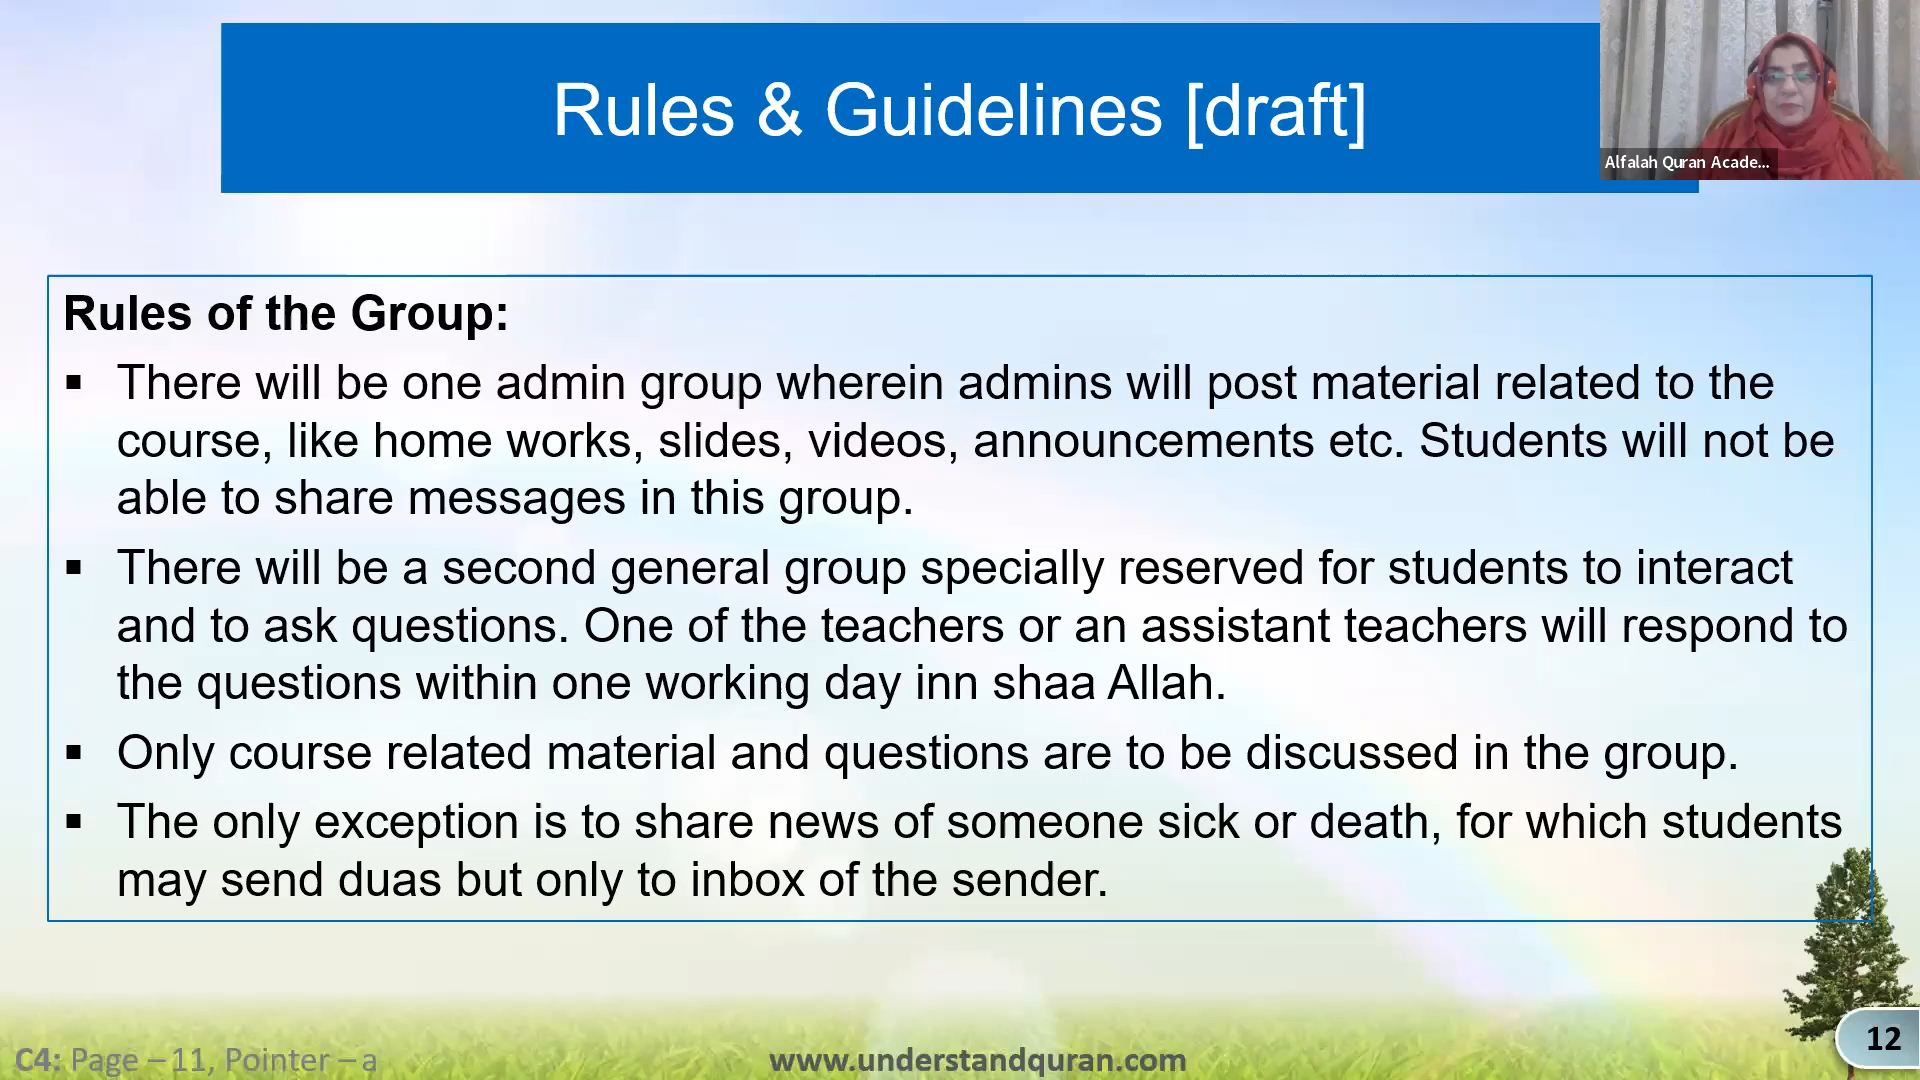 Rules & Guidelines [draft]
Alfalah Quran Acade...
Rules of the Group:
▪ There will be one admin group wherein admins will post material related to the
course, like home works, slides, videos, announcements etc. Students will not be
able to share messages in this group.
▪ There will be a second general group specially reserved for students to interact
and to ask questions. One of the teachers or an assistant teachers will respond to
the questions within one working day inn shaa Allah.
▪ Only course related material and questions are to be discussed in the group.
▪ The only exception is to share news of someone sick or death, for which students
may send duas but only to inbox of the sender.
C4: Page – 11, Pointer – a
www.understandquran.com
12